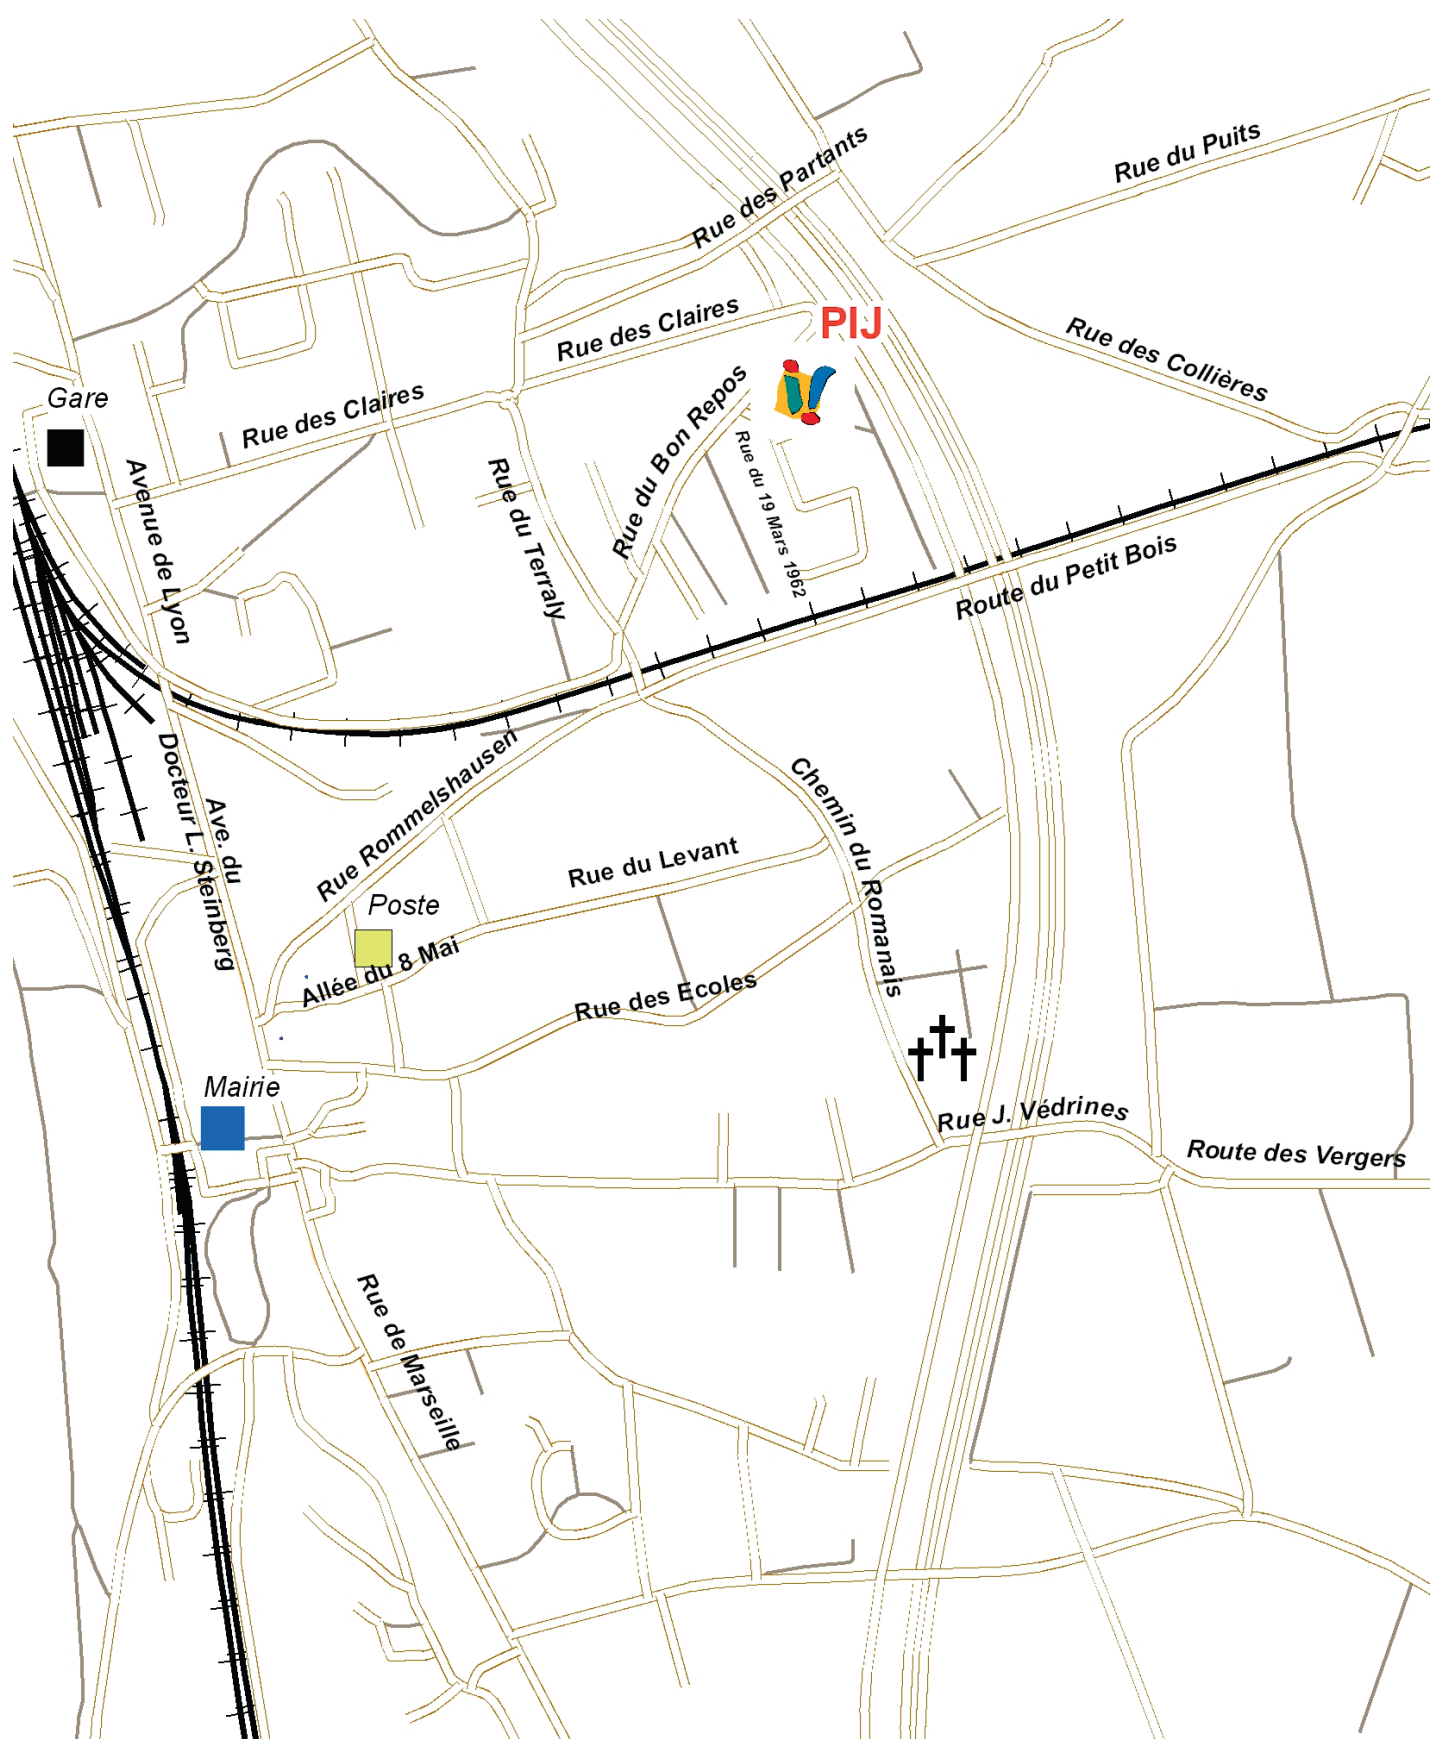 Rue des Partants
Rue du Puits
PIJ
Rue des Claires
Rue des Collières
Gare
Rue des Claires
Rue du Bon Repos
Rue du 19 Mars 1962
Avenue de Lyon
Rue du Terraly
Route du Petit Bois
Rue Rommelshausen
Ave. du
Docteur L. Steinberg
Chemin du Romanais
Rue du Levant
Poste
Allée du 8 Mai
Rue des Ecoles
Mairie
Rue J. Védrines
Route des Vergers
Rue de Marseille